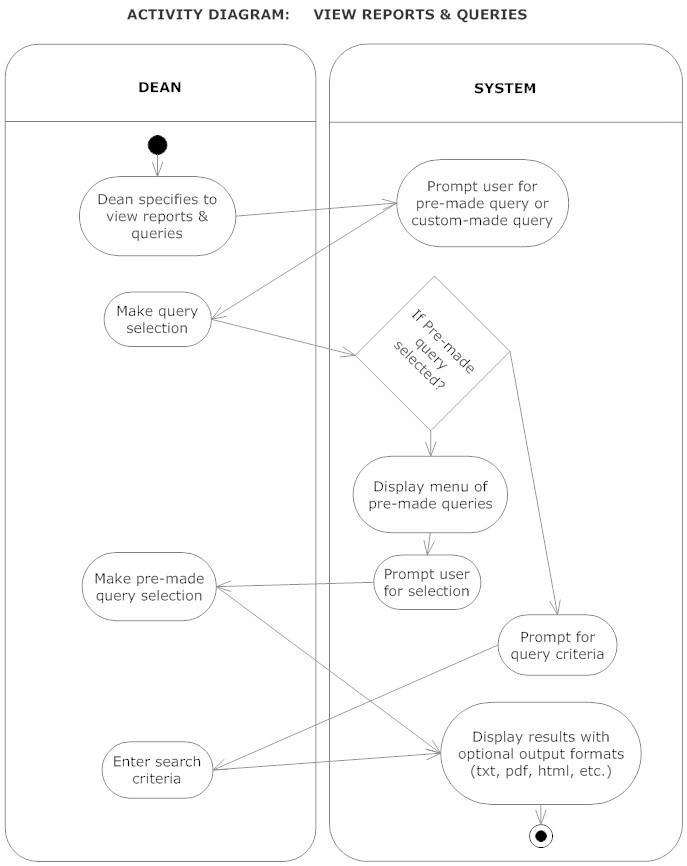 ACTIVITY DIAGRAM: VIEW REPORTS & QUERIES
DEAN
SYSTEM
Dean specifies to
view reports &
queries
Prompt user for
pre-made query or
custom-made query
Make query
selection
If Pre-made
query
selected?
Display menu of
pre-made queries
Prompt user
for selection
Make pre-made
query selection
Prompt for
query criteria
Display results with
optional output formats
(txt, pdf, html, etc.)
Enter search
criteria